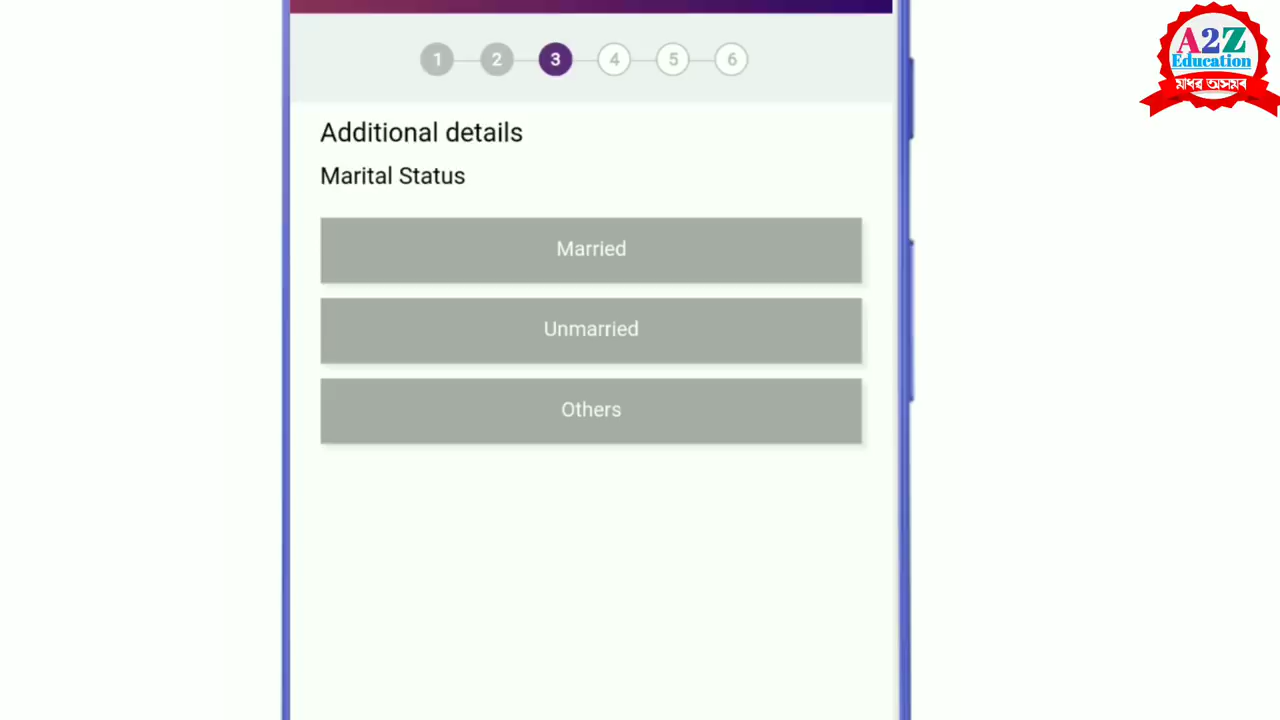 1 2 3 4 5 6
A2Z
Education
মাধৱ অসমৰ
Additional details
Marital Status
Married
Unmarried
Others